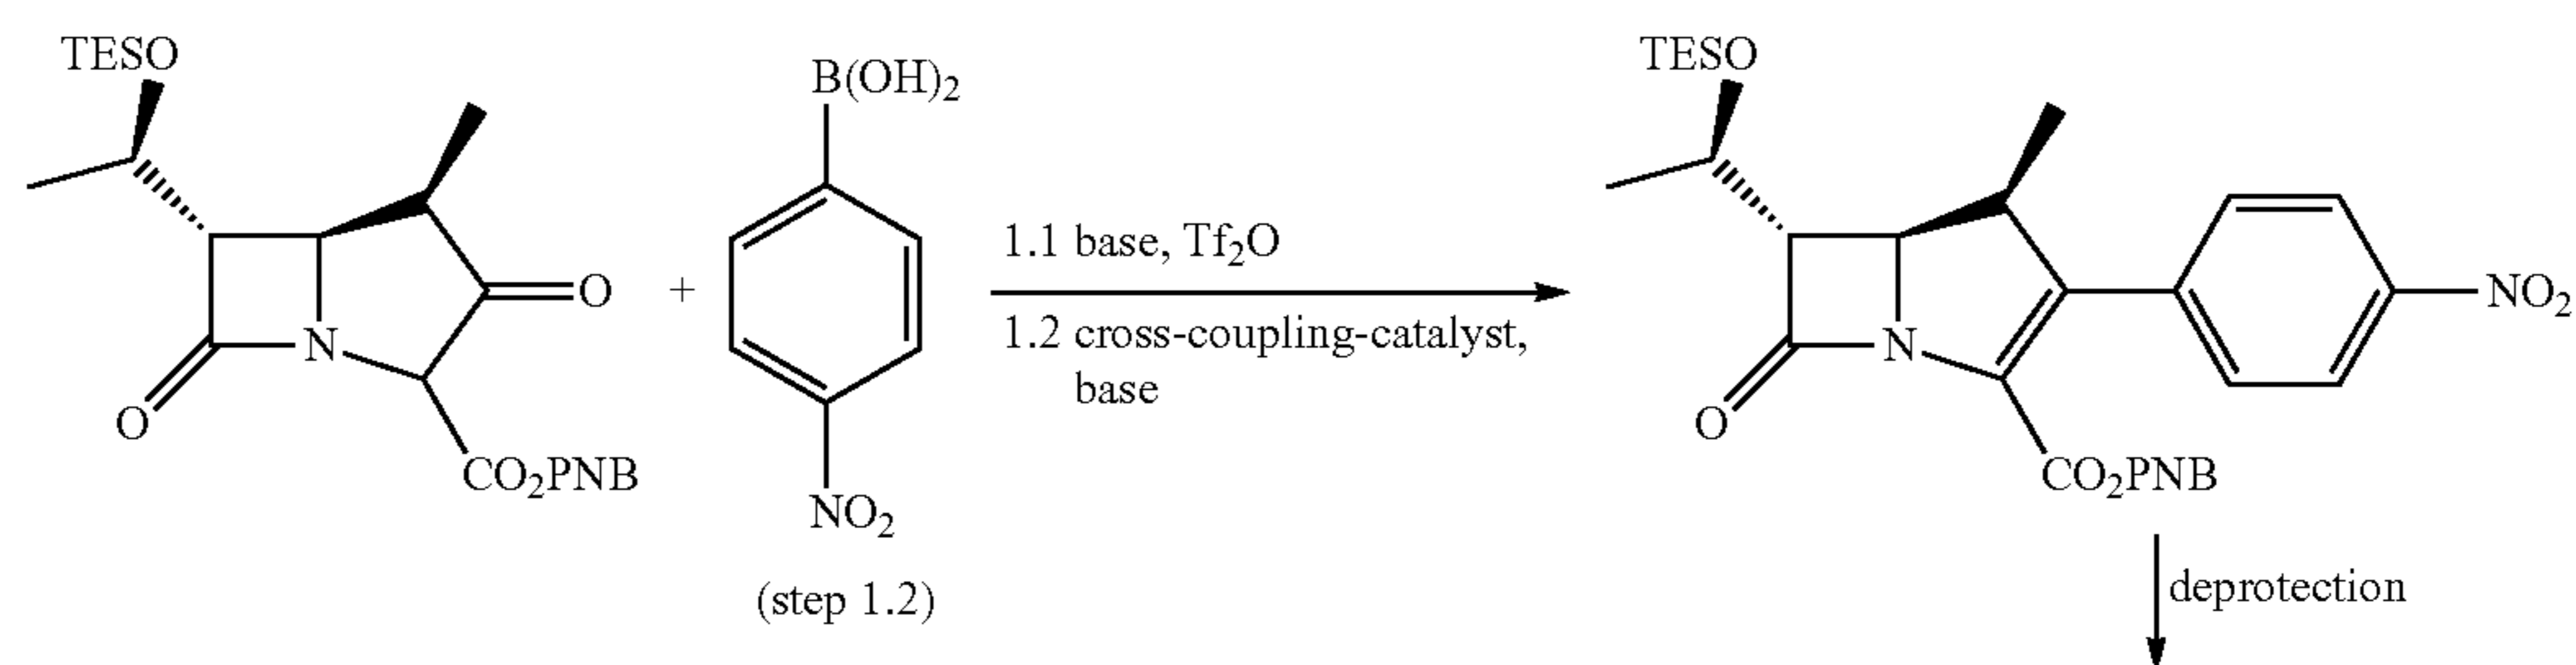 TESO
B(OH)₂
O
+
N
O
CO₂PNB
NO₂
(step 1.2)
1.1 base, Tf₂O
1.2 cross-coupling-catalyst,
base
TESO
NO₂
N
O
CO₂PNB
deprotection